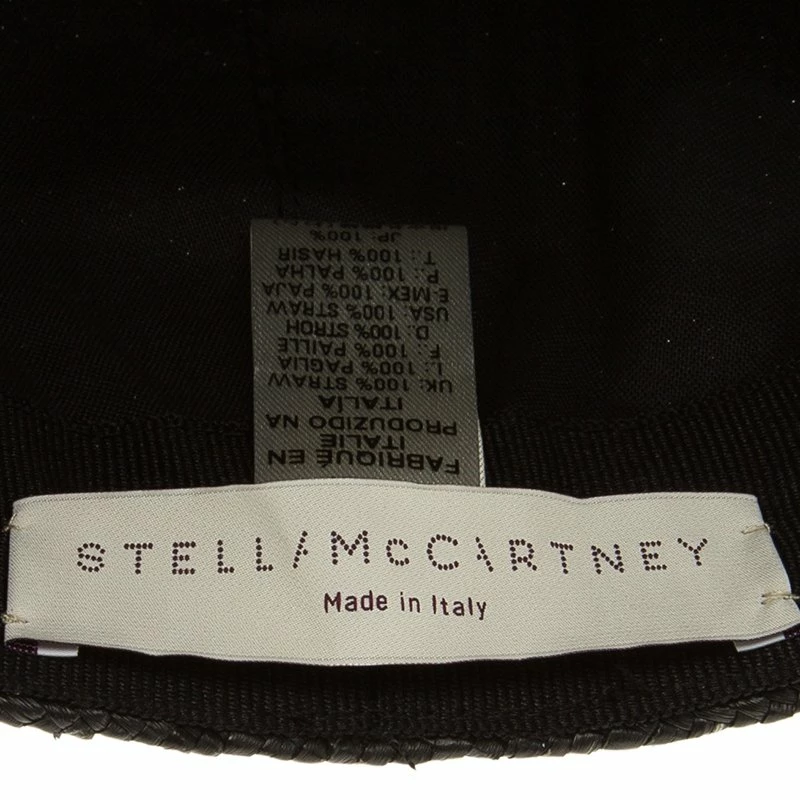 STELLA McCARTNEY
Made in Italy
FABRIQUÉ EN
ITALIE
PRODUZIDO NA
ITALÍA
UK: 100% STRAW
I.: 100% PAGLIA
F.: 100% PAILLE
D.: 100% STROH
USA: 100% STRAW
E-MEX: 100% PAJA
P.: 100% PALHA
T.: 100% HASIR
JP: 100%